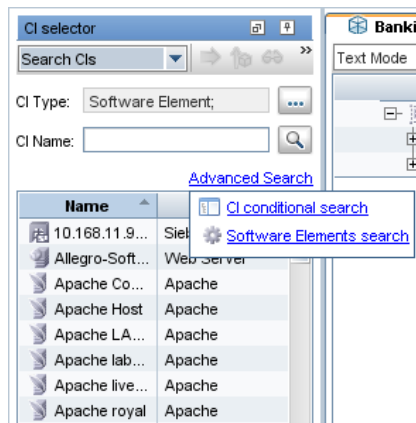 CI selector
Search CIs
»
CI Type: Software Element; ...
CI Name:
Advanced Search
CI conditional search
Software Elements search
Name
10.168.11.9...
Allegro-Soft... Web Server
Apache Co... Apache
Apache Host Apache
Apache LA... Apache
Apache lab... Apache
Apache live... Apache
Apache royal Apache
Text Mode